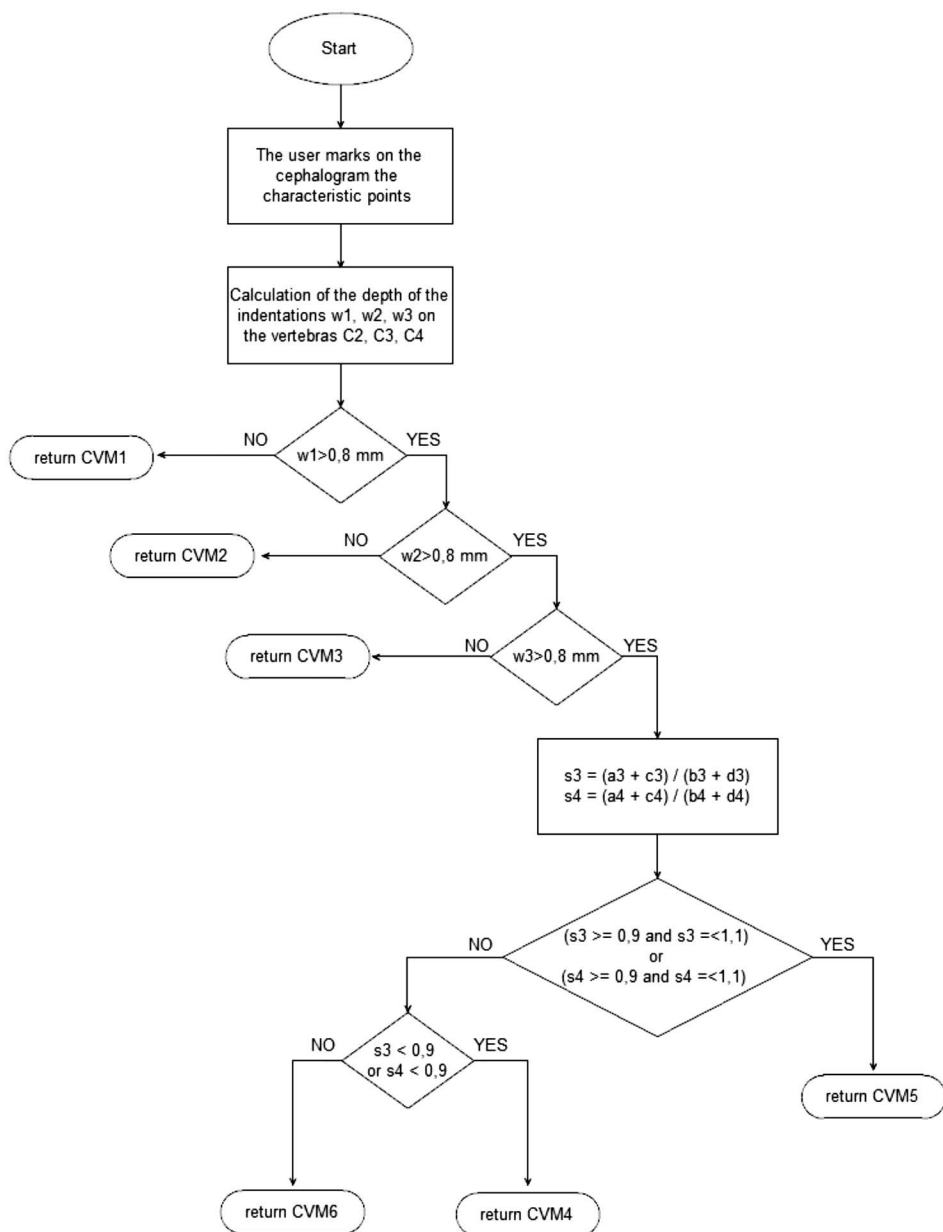 Start
The user marks on the
cephalogram the
characteristic points
Calculation of the depth of the
indentations w1, w2, w3 on
the vertebras C2, C3, C4
NO
YES
return CVM1
w1>0,8 mm
NO
YES
return CVM2
w2>0,8 mm
NO
YES
return CVM3
w3>0,8 mm
s3 = (a3 + c3) / (b3 + d3)
s4 = (a4 + c4) / (b4 + d4)
NO
(s3 >= 0,9 and s3 =<1,1)
or
(s4 >= 0,9 and s4 =<1,1)
YES
NO
s3 < 0,9
or s4 < 0,9
YES
return CVM5
return CVM6
return CVM4